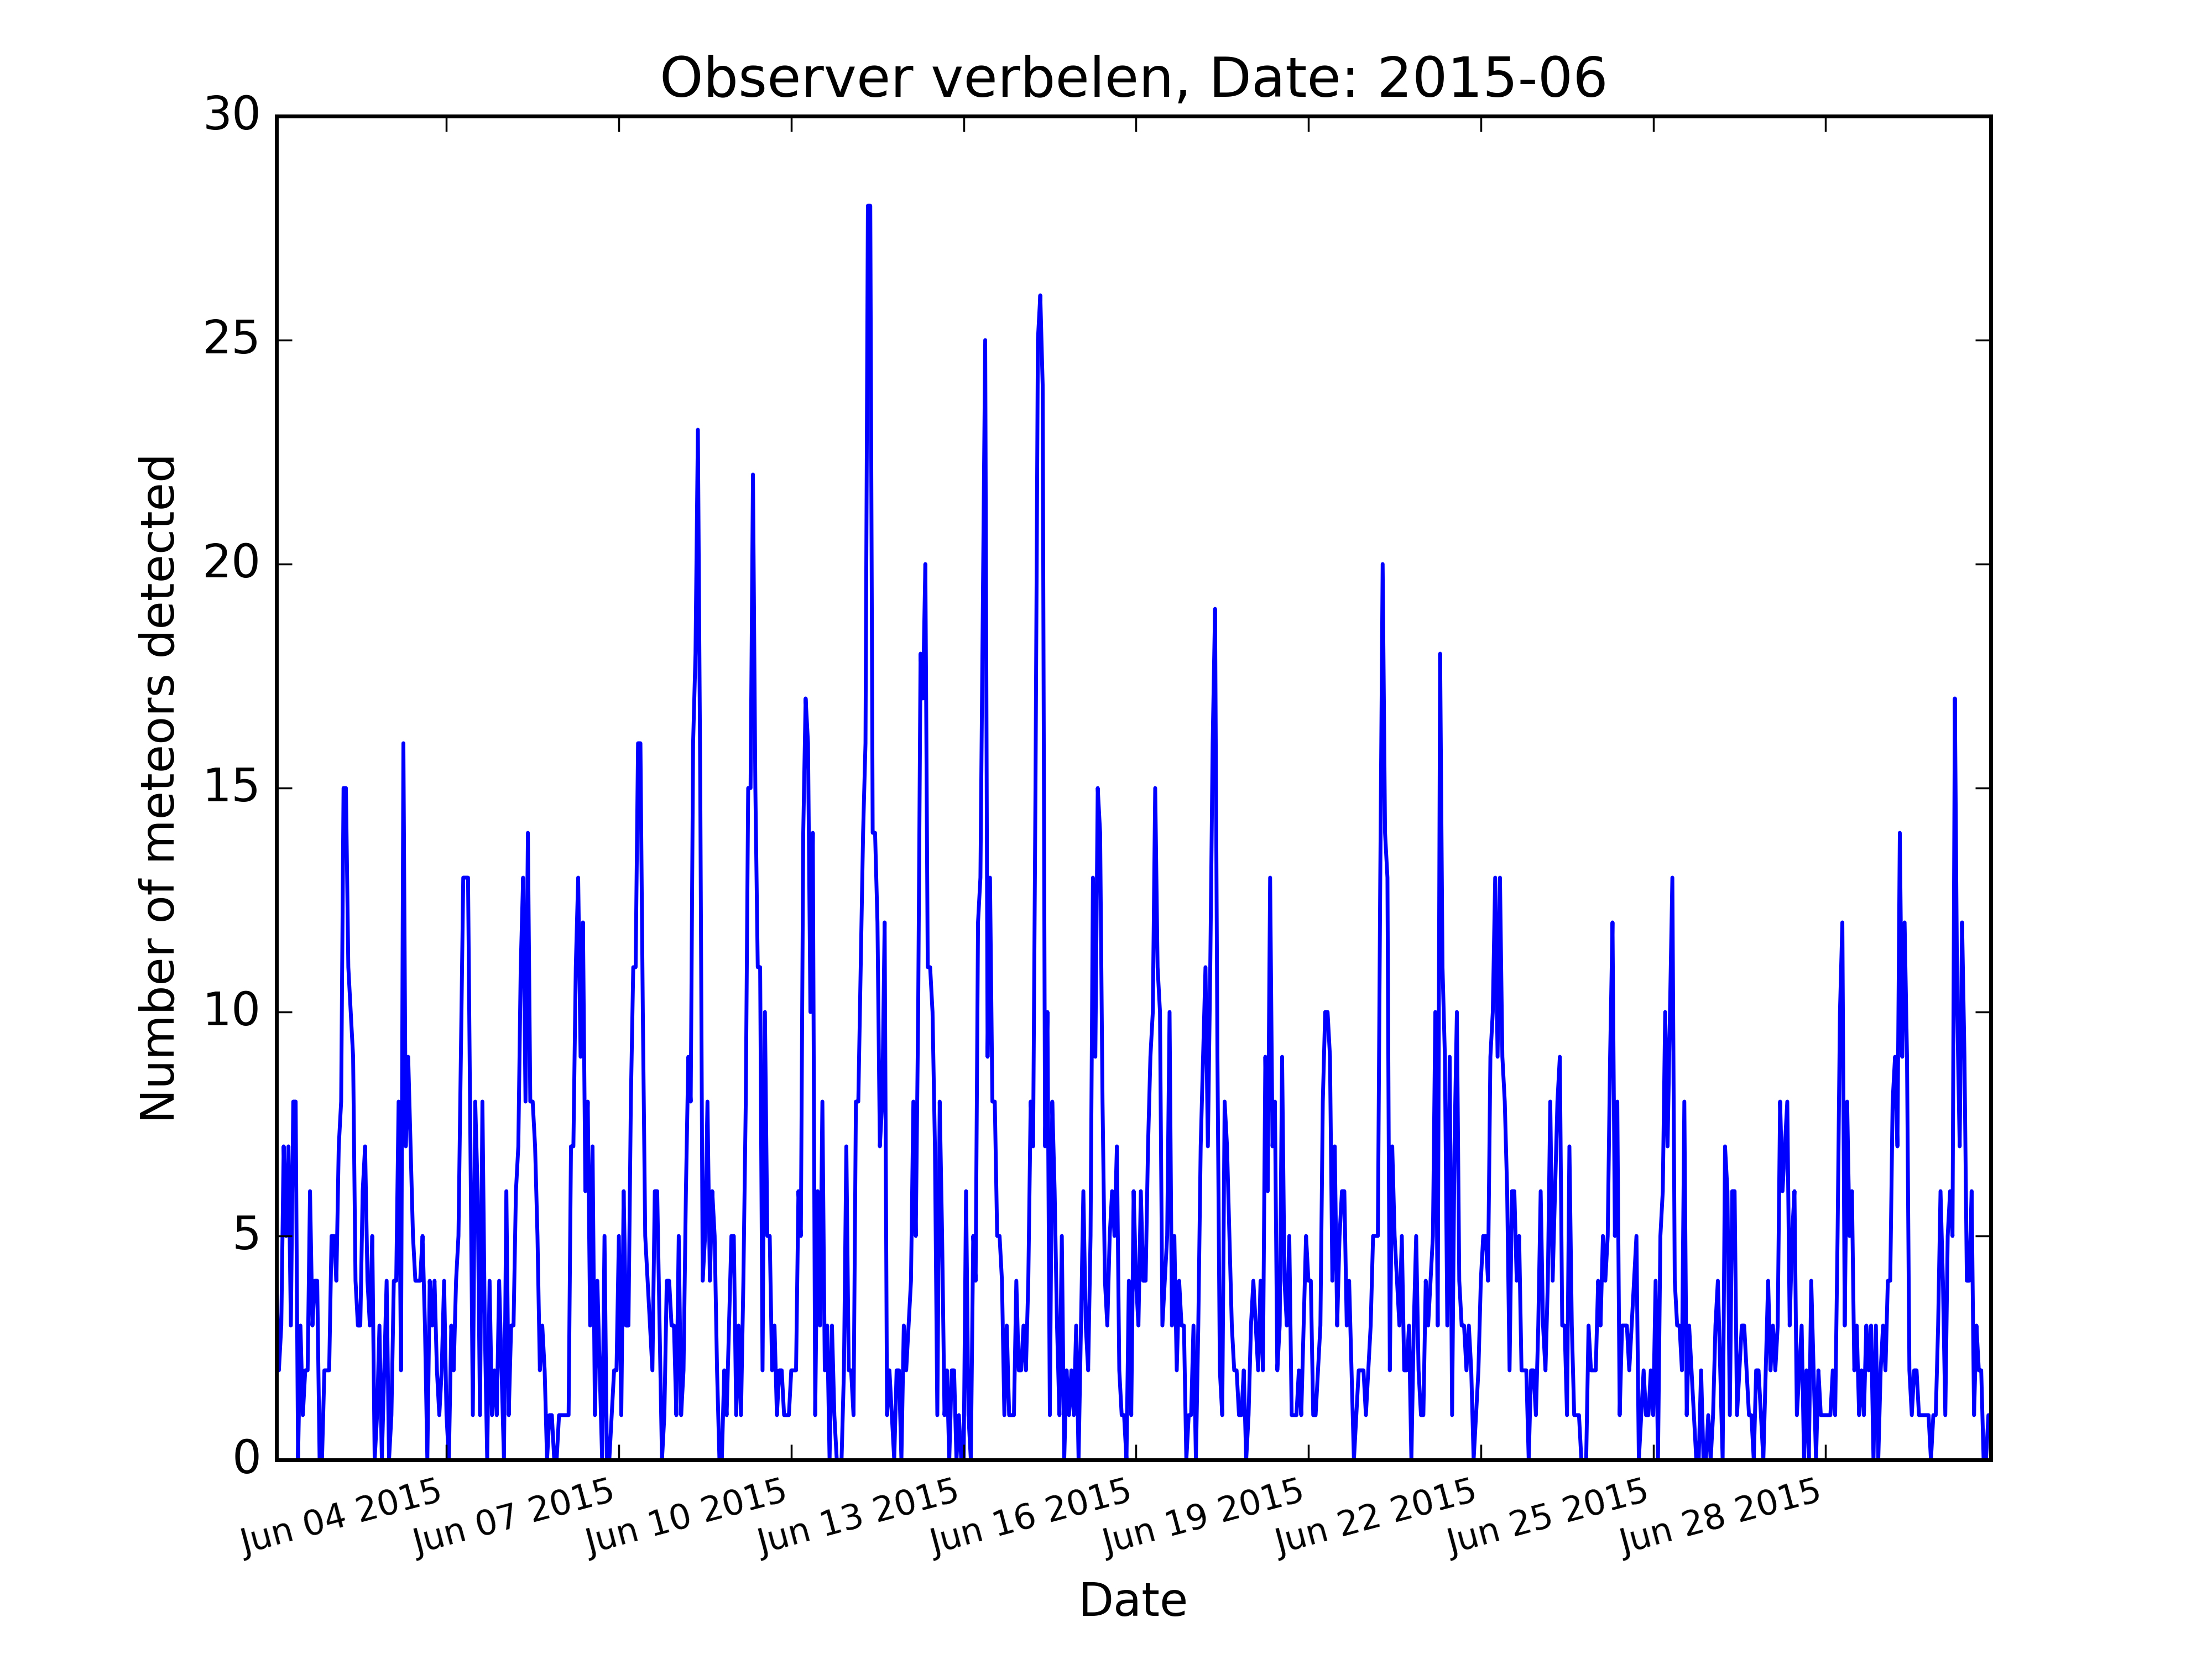 Observer verbelen, Date: 2015-06
30
25
20
15
10
5
0
Number of meteors detected
Jun 04 2015
Jun 07 2015
Jun 10 2015
Jun 13 2015
Jun 16 2015
Jun 19 2015
Jun 22 2015
Jun 25 2015
Jun 28 2015
Date